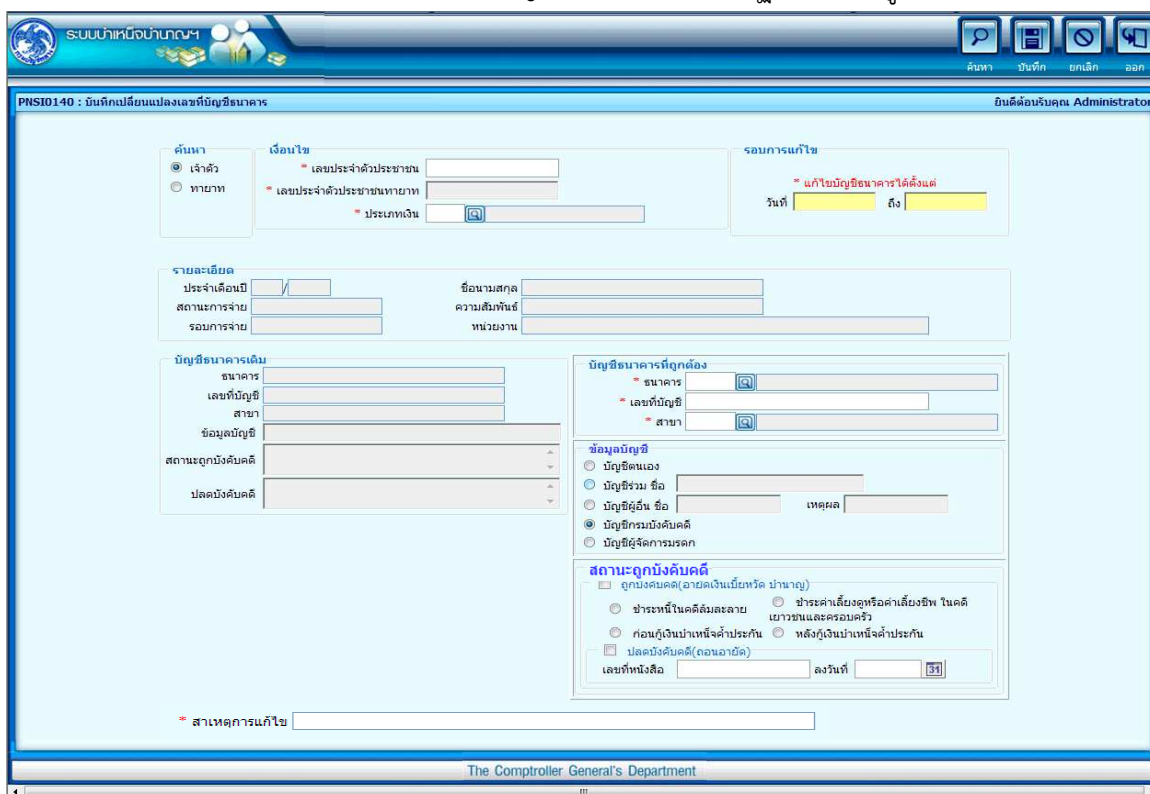 ระบบบำเหน็จบำนาญฯ
ค้นหา บันทึก ยกเลิก ออก
PNSI0140 : บันทึกเปลี่ยนแปลงเลขที่บัญชีธนาคาร ยินดีต้อนรับคุณ Administrator
ค้นหา เงื่อนไข รอบการแก้ไข
เจ้าตัว * เลขประจำตัวประชาชน
* แก้ไขบัญชีธนาคารได้ตั้งแต่
ทายาท * เลขประจำตัวประชาชนทายาท
วันที่ ถึง
* ประเภทเงิน
รายละเอียด
ประจำเดือนปี / ชื่อนามสกุล
สถานะการจ่าย ความสัมพันธ์
รอบการจ่าย หน่วยงาน
บัญชีธนาคารเดิม
ธนาคาร
เลขที่บัญชี
สาขา
ข้อมูลบัญชี
สถานะถูกบังคับคดี
ปลดบังคับคดี
บัญชีธนาคารที่ถูกต้อง
* ธนาคาร
* เลขที่บัญชี
* สาขา
ข้อมูลบัญชี
บัญชีตนเอง
บัญชีร่วม ชื่อ
บัญชีผู้อื่น ชื่อ เหตุผล
บัญชีกรมบังคับคดี
บัญชีผู้จัดการมรดก
สถานะถูกบังคับคดี
ถูกบังคับคดี(อายัดเงินเบี้ยหวัด บำนาญ)
ชำระหนี้ในคดีล้มละลาย ชำระค่าเลี้ยงดูหรือค่าเลี้ยงชีพ ในคดี
เยาวชนและครอบครัว
ก่อนกู้เงินบำเหน็จค้ำประกัน หลังกู้เงินบำเหน็จค้ำประกัน
ปลดบังคับคดี(ถอนอายัด)
เลขที่หนังสือ ลงวันที่ 31
* สาเหตุการแก้ไข
The Comptroller General's Department